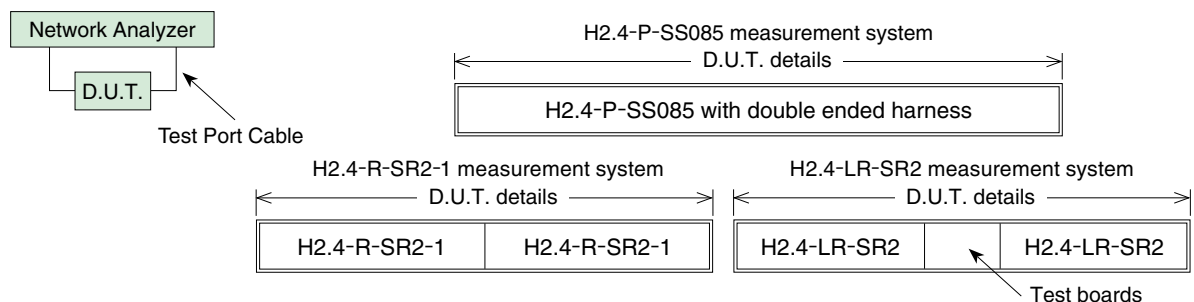 Network Analyzer
D.U.T.
Test Port Cable
H2.4-P-SS085 measurement system
D.U.T. details
H2.4-P-SS085 with double ended harness
H2.4-R-SR2-1 measurement system
D.U.T. details
H2.4-R-SR2-1
H2.4-R-SR2-1
H2.4-LR-SR2 measurement system
D.U.T. details
H2.4-LR-SR2
H2.4-LR-SR2
Test boards